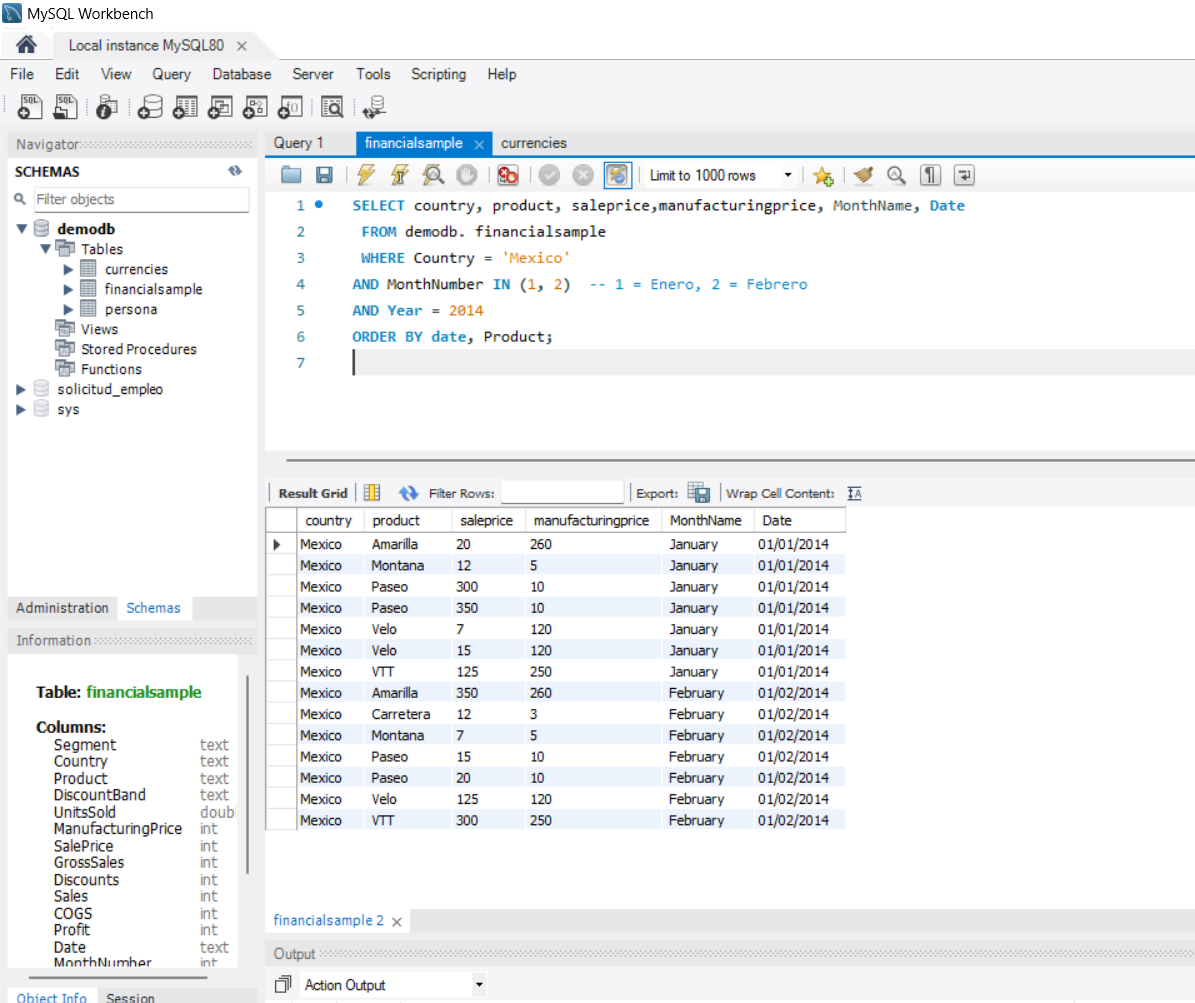 MySQL Workbench
Local instance MySQL80
File Edit View Query Database Server Tools Scripting Help
Navigator
SCHEMAS
Filter objects
demodb
Tables
currencies
financialsample
persona
Views
Stored Procedures
Functions
solicitud_empleo
sys
Administration Schemas
Information
Table: financialsample
Columns:
Segment text
Country text
Product text
DiscountBand text
UnitsSold doub
ManufacturingPrice int
SalePrice int
GrossSales int
Discounts int
Sales int
COGS int
Profit int
Date text
MonthNumber int
Object Info Session
Query 1 financialsample currencies
Limit to 1000 rows
1 SELECT country, product, saleprice,manufacturingprice, MonthName, Date
2 FROM demodb. financialsample
3 WHERE Country = 'Mexico'
4 AND MonthNumber IN (1, 2) -- 1 = Enero, 2 = Febrero
5 AND Year = 2014
6 ORDER BY date, Product;
7
Result Grid Filter Rows: Export: Wrap Cell Content:
country product saleprice manufacturingprice MonthName Date
Mexico Amarilla 20 260 January 01/01/2014
Mexico Montana 12 5 January 01/01/2014
Mexico Paseo 300 10 January 01/01/2014
Mexico Paseo 350 10 January 01/01/2014
Mexico Velo 7 120 January 01/01/2014
Mexico Velo 15 120 January 01/01/2014
Mexico VTT 125 250 January 01/01/2014
Mexico Amarilla 350 260 February 01/02/2014
Mexico Carretera 12 3 February 01/02/2014
Mexico Montana 7 5 February 01/02/2014
Mexico Paseo 15 10 February 01/02/2014
Mexico Paseo 20 10 February 01/02/2014
Mexico Velo 125 120 February 01/02/2014
Mexico VTT 300 250 February 01/02/2014
financialsample 2
Output
Action Output